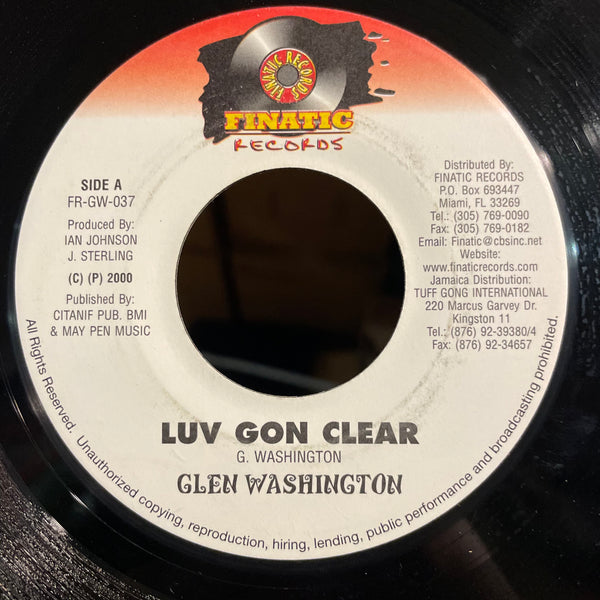 FINATIC RECORDS
FINATIC
RECORDS
SIDE A
FR-GW-037
Produced By:
IAN JOHNSON
J. STERLING
(C) (P) 2000
Published By:
CITANIF PUB. BMI
& MAY PEN MUSIC
Distributed By:
FINATIC RECORDS
P.O. Box 693447
Miami, FL 33269
Tel.: (305) 769-0090
Fax: (305) 769-0182
Email: Finatic@cbsinc.net
Website:
www.finaticrecords.com
Jamaica Distribution:
TUFF GONG INTERNATIONAL
220 Marcus Garvey Dr.
Kingston 11
Tel.: (876) 92-39380/4
Fax: (876) 92-34657
LUV GON CLEAR
G. WASHINGTON
GLEN WASHINGTON
All Rights Reserved. Unauthorized copying, reproduction, hiring, lending, public performance and broadcasting prohibited.